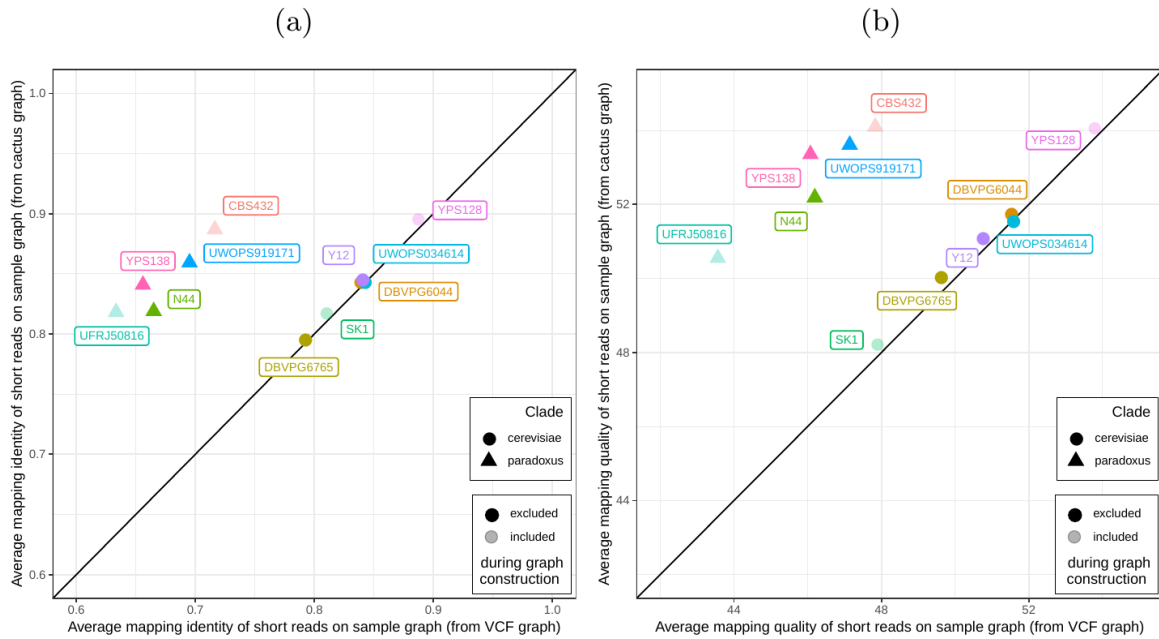 (a)
Average mapping identity of short reads on sample graph (from cactus graph)
1.0
0.9
0.8
0.7
0.6
0.6
0.7
0.8
0.9
1.0
Average mapping identity of short reads on sample graph (from VCF graph)
CBS432
YPS128
UWOPS919171
Y12
UWOPS034614
YPS138
N44
DBVPG6044
UFRJ50816
SK1
DBVPG6765
Clade
cerevisiae
paradoxus
excluded
included
during graph
construction
(b)
Average mapping quality of short reads on sample graph (from cactus graph)
52
48
44
44
48
52
Average mapping quality of short reads on sample graph (from VCF graph)
CBS432
YPS128
UWOPS919171
YPS138
DBVPG6044
N44
UFRJ50816
UWOPS034614
Y12
DBVPG6765
SK1
Clade
cerevisiae
paradoxus
excluded
included
during graph
construction